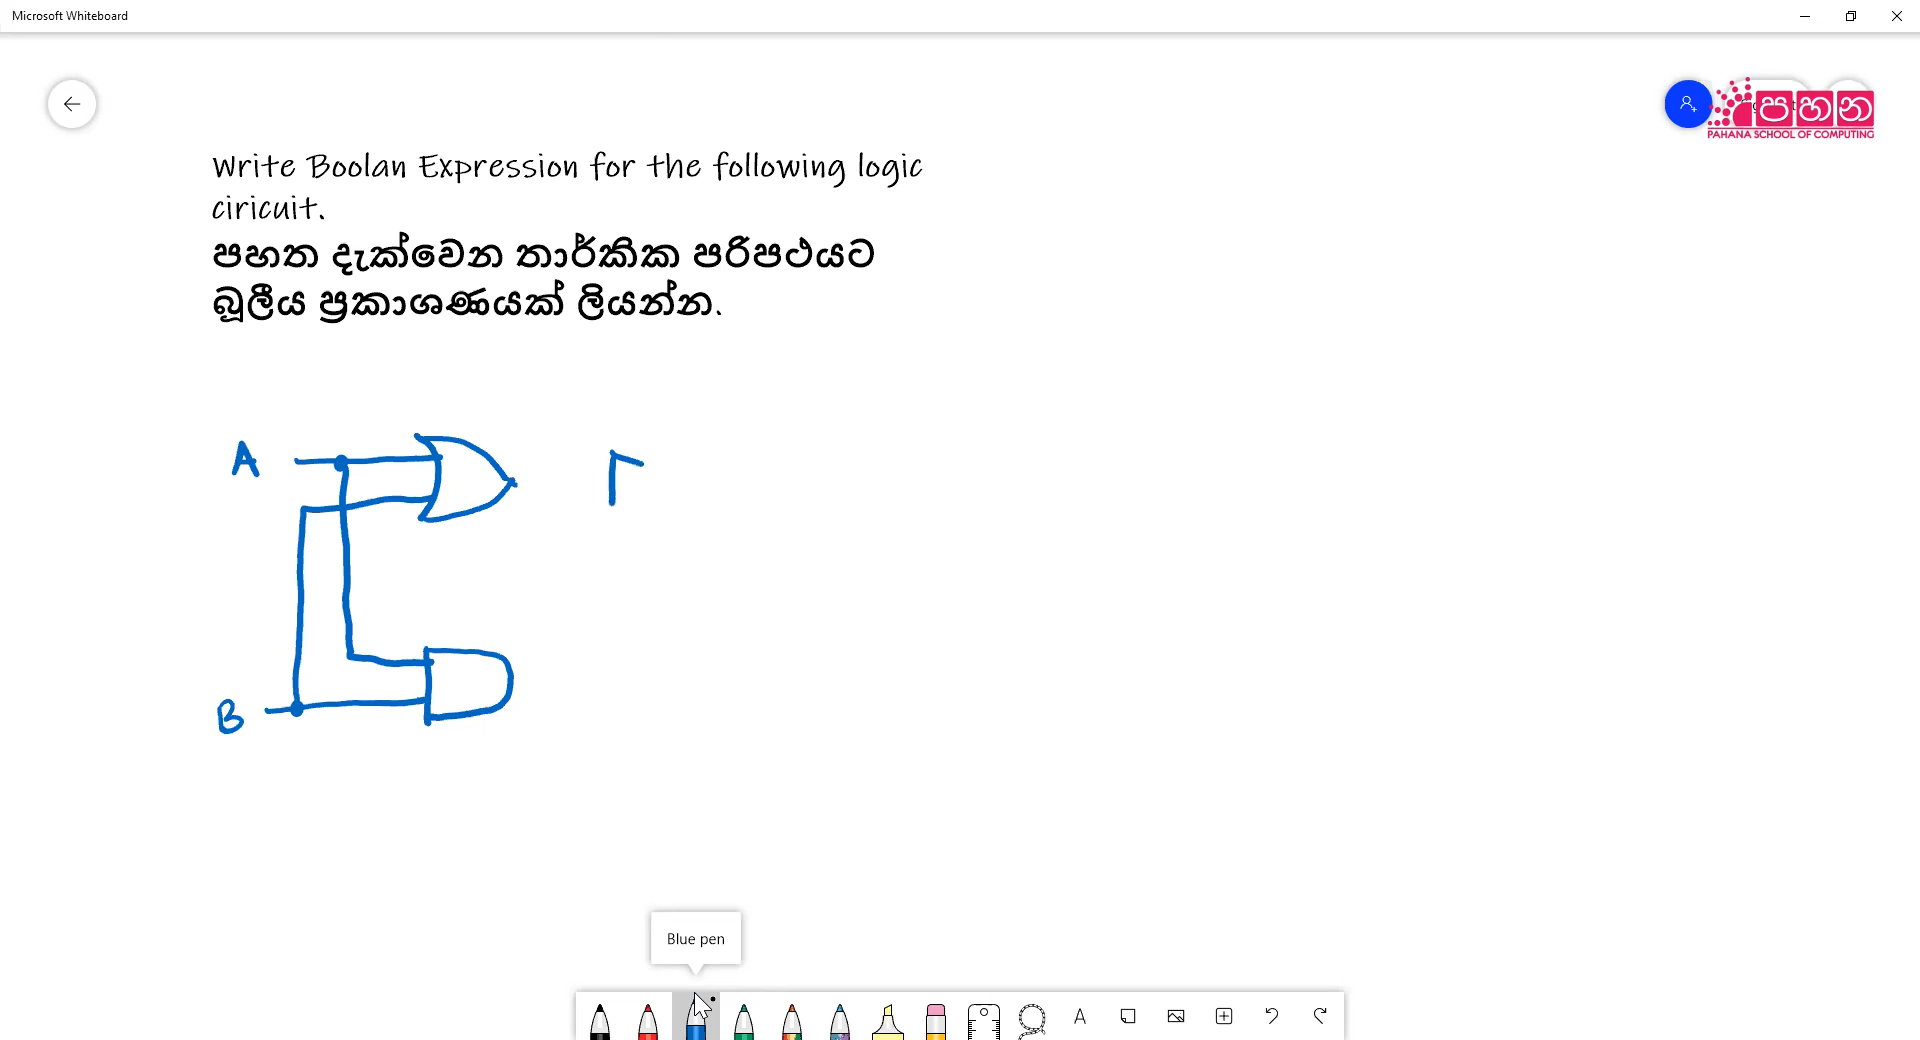 Microsoft Whiteboard
පහන
PAHANA SCHOOL OF COMPUTING
Write Boolan Expression for the following logic
ciricuit.
පහත දැක්වෙන තාර්කික පරිපථයට
බූලීය ප්‍රකාශණයක් ලියන්න.
A
B
Blue pen